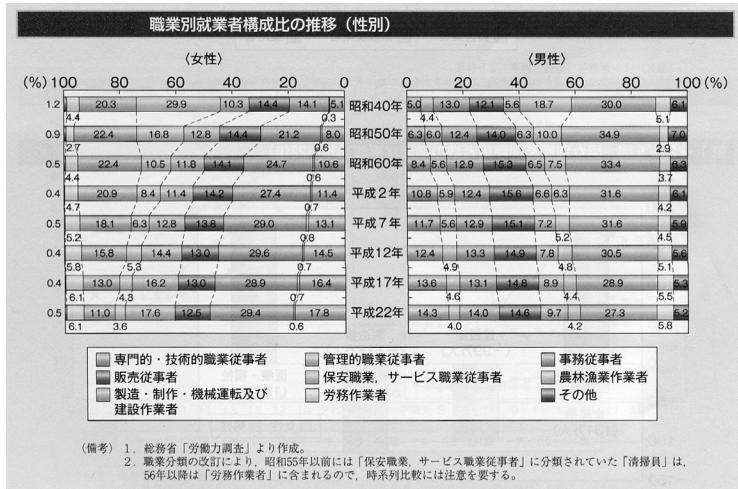 職業別就業者構成比の推移（性別）
〈女性〉 〈男性〉
(%) 100 80 60 40 20 0 0 20 40 60 80 100 (%)
1.2 20.3 29.9 10.3 14.4 14.1 5.1 昭和40年 5.0 13.0 12.1 5.6 18.7 30.0 6.1
4.4 0.3 4.4 5.1
0.9 22.4 16.8 12.8 14.4 21.2 8.0 昭和50年 6.3 6.0 12.4 14.0 6.3 10.0 34.9 7.0
2.7 0.6 2.9
0.5 22.4 10.5 11.8 14.1 24.7 10.6 昭和60年 8.4 5.6 12.9 15.3 6.5 7.5 33.4 6.3
4.4 0.6 3.7
0.4 20.9 8.4 11.4 14.2 27.4 11.4 平成2年 10.8 5.9 12.4 15.6 6.6 6.3 31.6 6.1
4.7 0.7 4.2
0.5 18.1 6.3 12.8 13.8 29.0 13.1 平成7年 11.7 5.6 12.9 15.1 7.2 31.6 5.9
5.2 0.8 5.2 4.5
0.4 15.8 14.4 13.0 29.6 14.5 平成12年 12.4 13.3 14.9 7.8 30.5 5.6
5.8 5.3 0.7 4.9 4.8 5.1
0.4 13.0 16.2 13.0 28.9 16.4 平成17年 13.6 13.1 14.8 8.9 28.9 5.3
6.1 4.3 0.7 4.6 4.4 5.5
0.5 11.0 17.6 12.5 29.4 17.8 平成22年 14.3 14.0 14.6 9.7 27.3 5.2
6.1 3.6 0.6 4.0 4.2 5.8
専門的・技術的職業従事者 管理的職業従事者 事務従事者
販売従事者 保安職業，サービス職業従事者 農林漁業作業者
製造・制作・機械運転及び 労務作業者 その他
建設作業者
（備考）１．総務省「労働力調査」より作成。
２．職業分類の改訂により，昭和55年以前には「保安職業，サービス職業従事者」に分類されていた「清掃員」は，
56年以降は「労務作業者」に含まれるので，時系列比較には注意を要する。